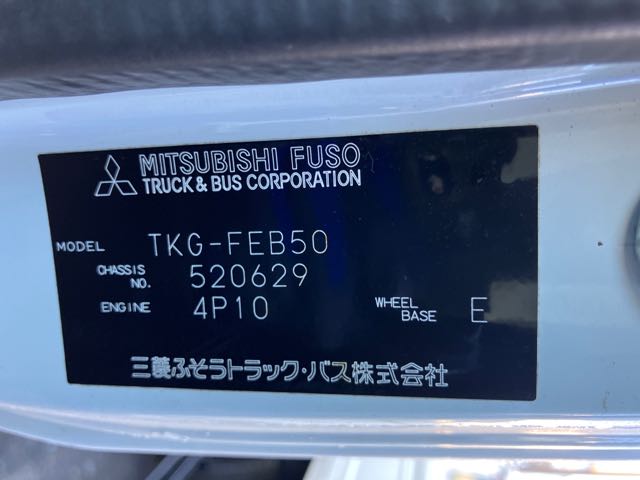 MITSUBISHI FUSO
TRUCK & BUS CORPORATION
MODEL TKG-FEB50
CHASSIS NO. 520629
ENGINE 4P10 WHEEL BASE E
三菱ふそうトラック・バス株式会社